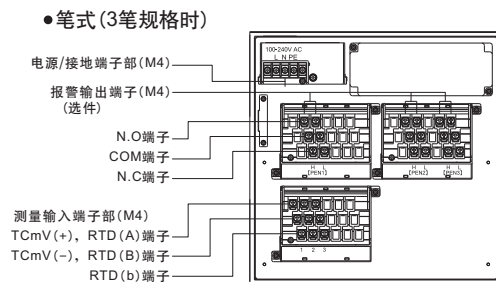 ●笔式(3笔规格时)
100-240V AC
L N PE
电源/接地端子部(M4)
报警输出端子(M4)
(选件)
N.O端子
COM端子
N.C端子
H L
[PEN1]
H L
[PEN2]
H L
[PEN3]
测量输入端子部(M4)
TCmV(+), RTD(A)端子
TCmV(−), RTD(B)端子
RTD(b)端子
1 2 3